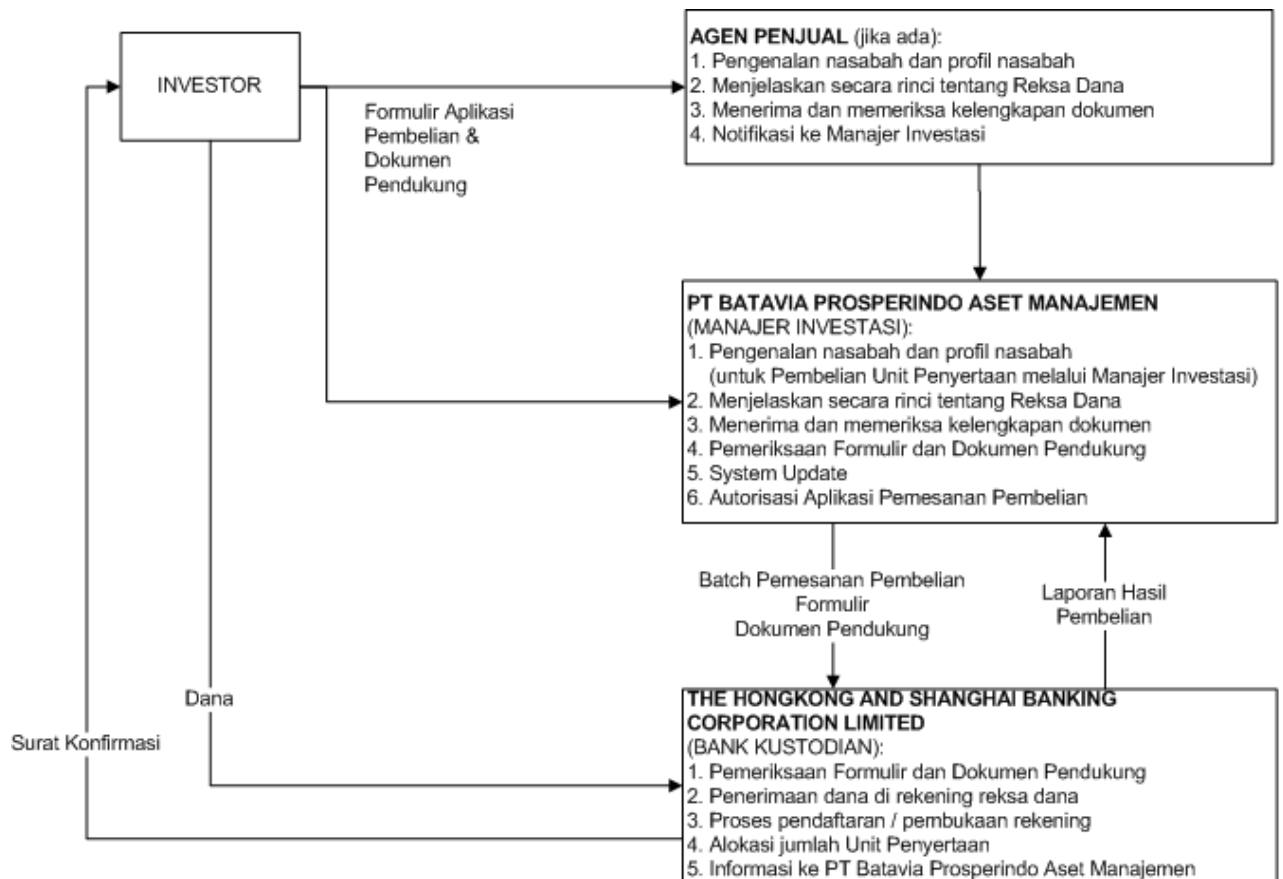 INVESTOR
Formulir Aplikasi
Pembelian &
Dokumen
Pendukung
AGEN PENJUAL (jika ada):
1. Pengenalan nasabah dan profil nasabah
2. Menjelaskan secara rinci tentang Reksa Dana
3. Menerima dan memeriksa kelengkapan dokumen
4. Notifikasi ke Manajer Investasi
PT BATAVIA PROSPERINDO ASET MANAJEMEN
(MANAJER INVESTASI):
1. Pengenalan nasabah dan profil nasabah
(untuk Pembelian Unit Penyertaan melalui Manajer Investasi)
2. Menjelaskan secara rinci tentang Reksa Dana
3. Menerima dan memeriksa kelengkapan dokumen
4. Pemeriksaan Formulir dan Dokumen Pendukung
5. System Update
6. Autorisasi Aplikasi Pemesanan Pembelian
Batch Pemesanan Pembelian
Formulir
Dokumen Pendukung
Laporan Hasil
Pembelian
Dana
Surat Konfirmasi
THE HONGKONG AND SHANGHAI BANKING
CORPORATION LIMITED
(BANK KUSTODIAN):
1. Pemeriksaan Formulir dan Dokumen Pendukung
2. Penerimaan dana di rekening reksa dana
3. Proses pendaftaran / pembukaan rekening
4. Alokasi jumlah Unit Penyertaan
5. Informasi ke PT Batavia Prosperindo Aset Manajemen